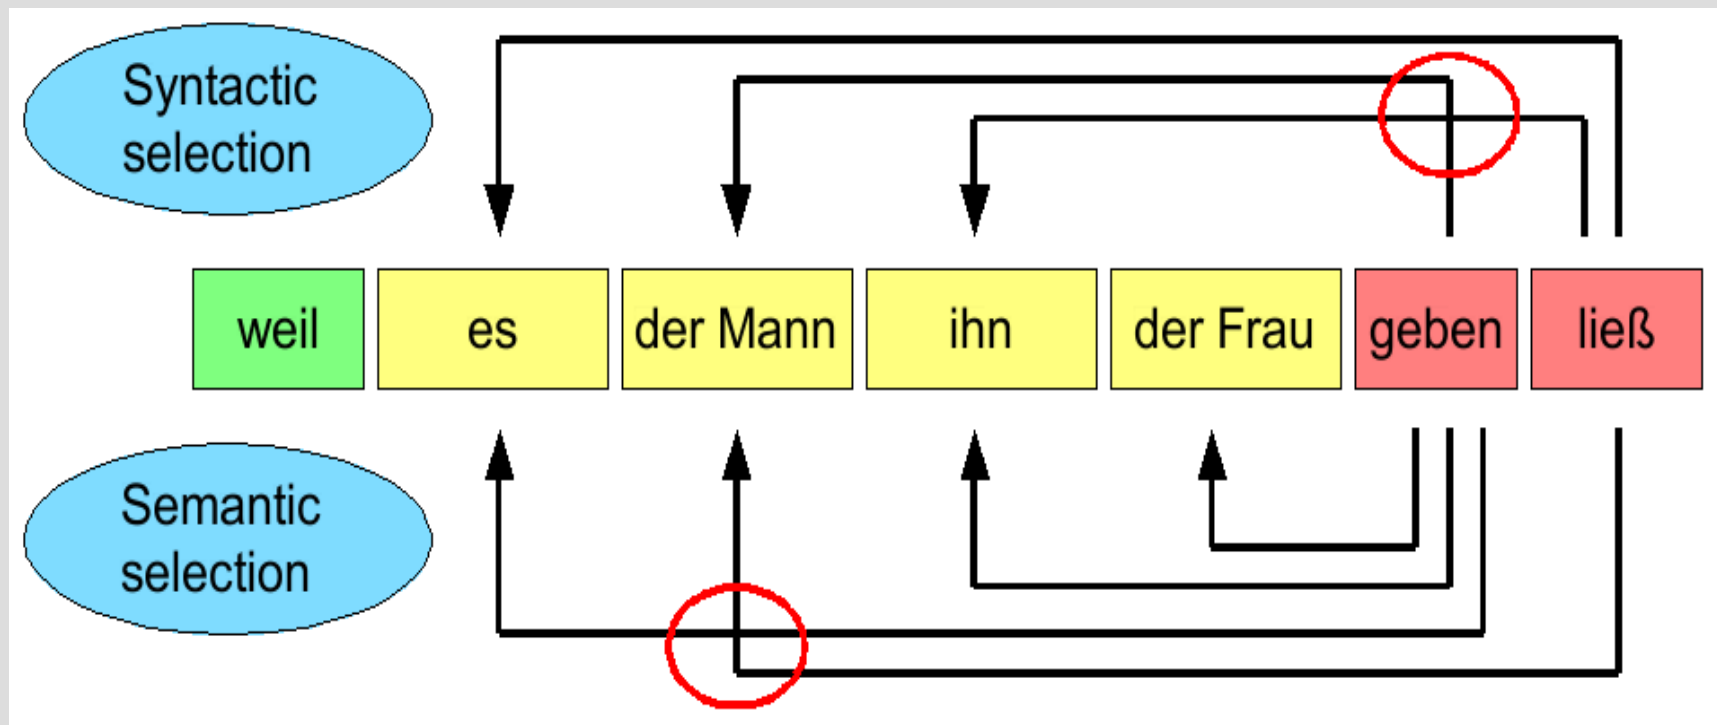 Syntactic
selection
weil es der Mann ihn der Frau geben ließ
Semantic
selection